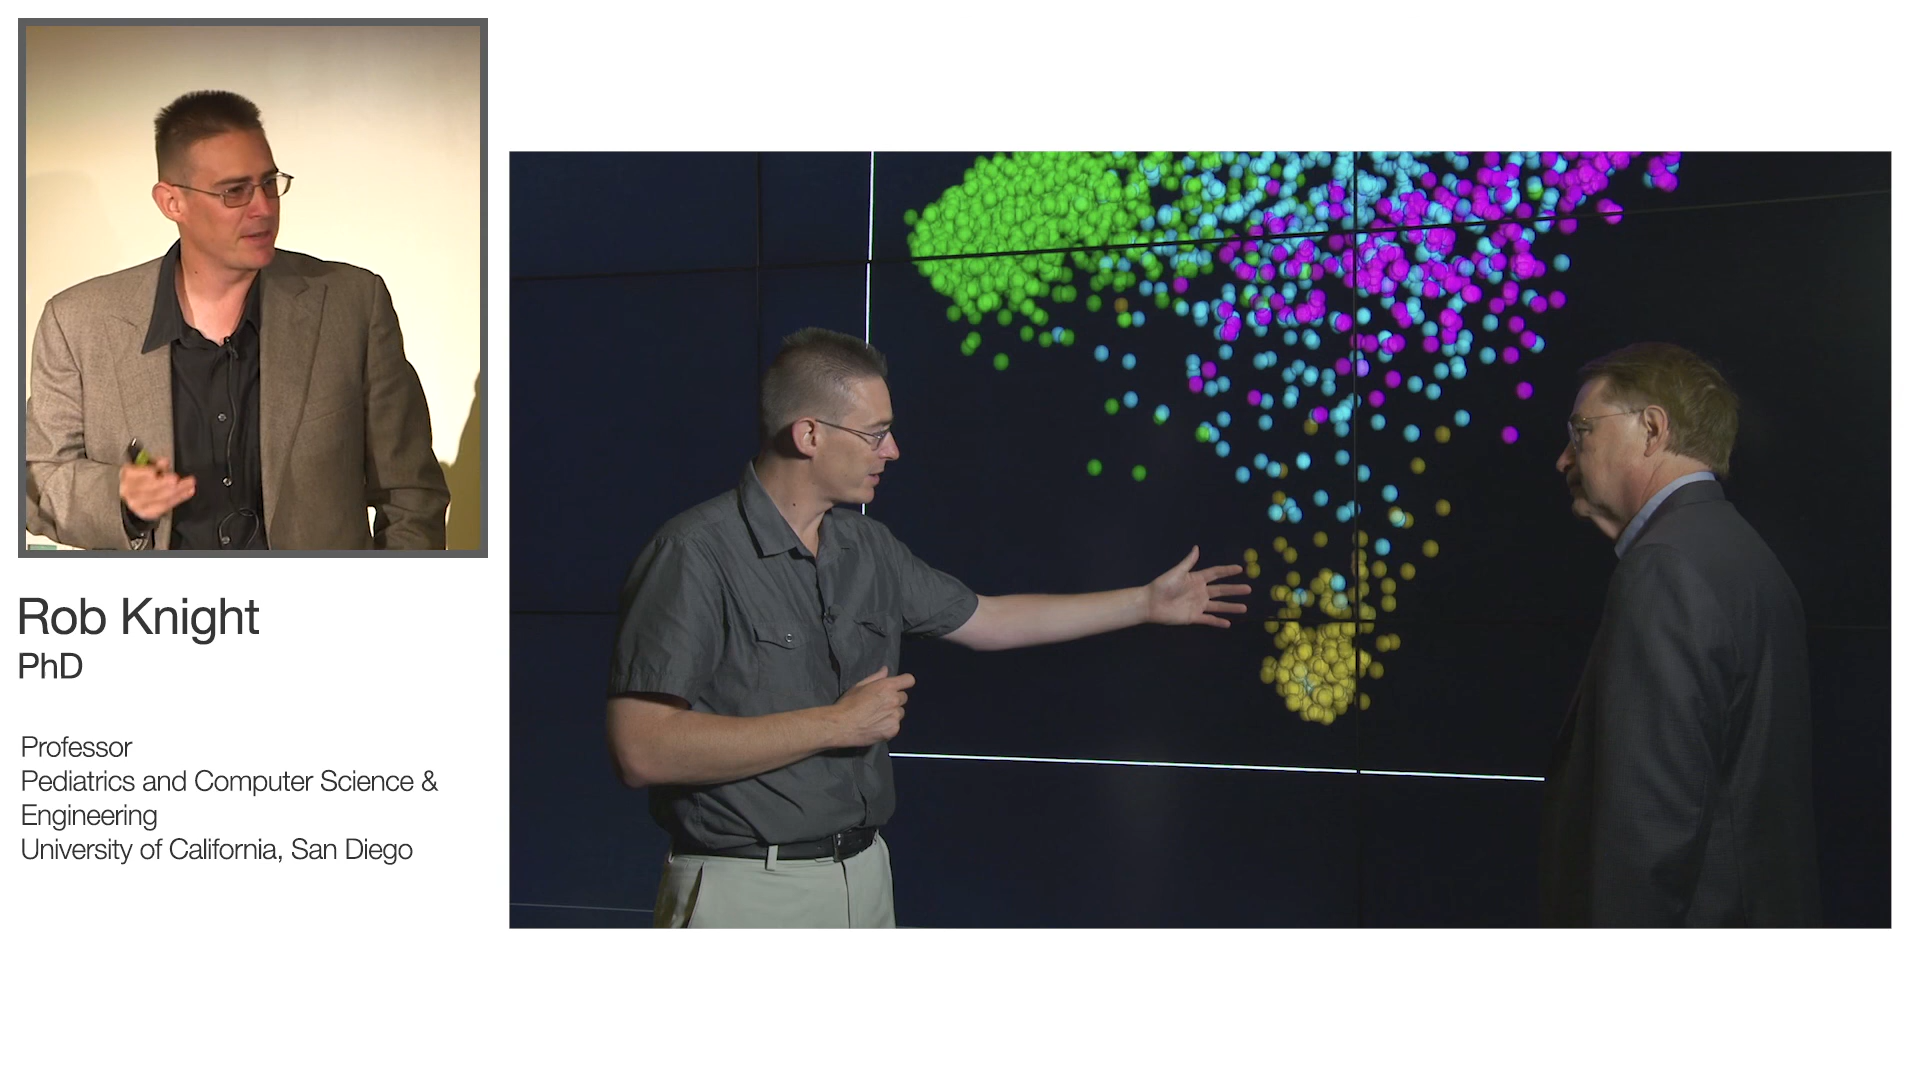 Rob Knight
PhD
Professor
Pediatrics and Computer Science &
Engineering
University of California, San Diego